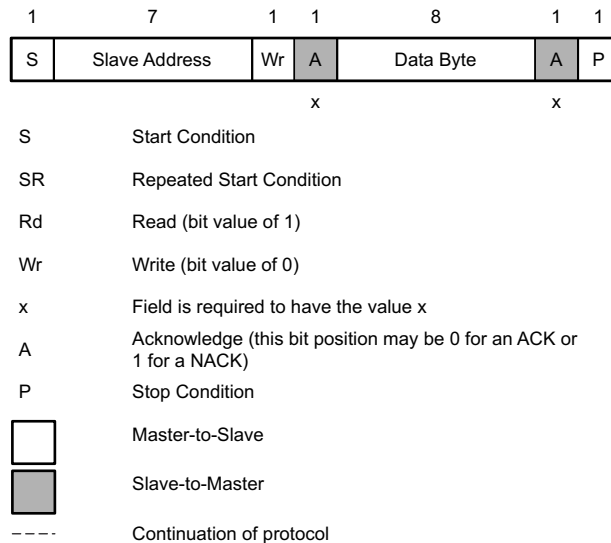 1 7 1 1 8 1 1
S Slave Address Wr A Data Byte A P
x x
S Start Condition
SR Repeated Start Condition
Rd Read (bit value of 1)
Wr Write (bit value of 0)
x Field is required to have the value x
A Acknowledge (this bit position may be 0 for an ACK or
1 for a NACK)
P Stop Condition
Master-to-Slave
Slave-to-Master
Continuation of protocol